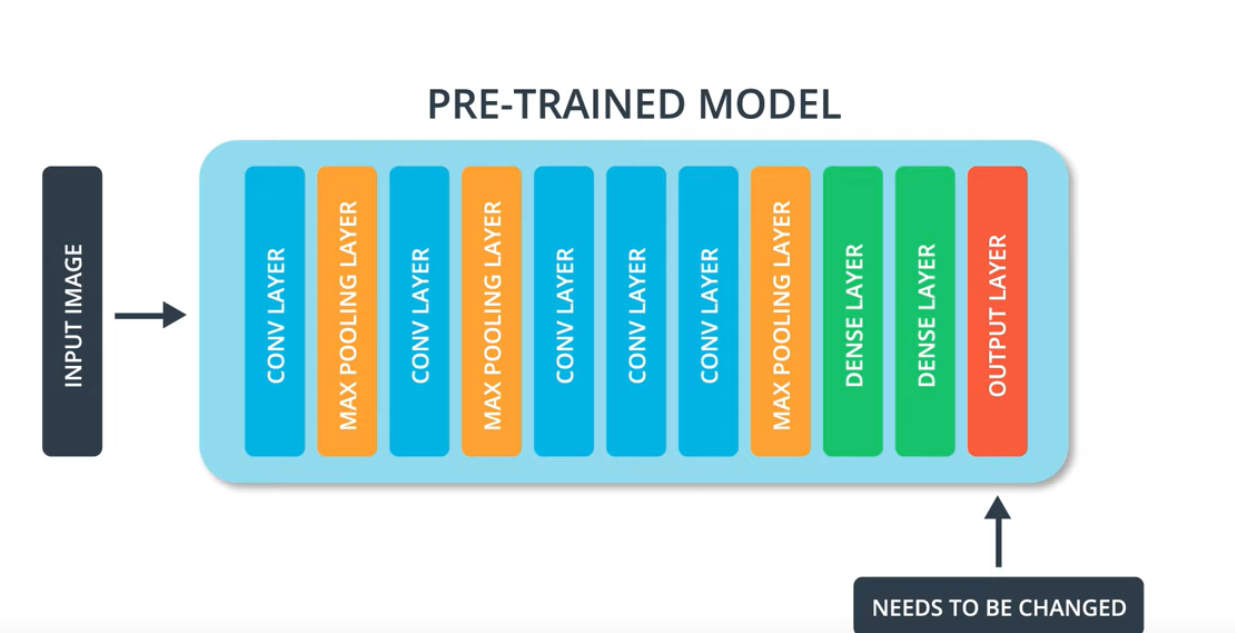 PRE-TRAINED MODEL
INPUT IMAGE
CONV LAYER
MAX POOLING LAYER
CONV LAYER
MAX POOLING LAYER
CONV LAYER
CONV LAYER
CONV LAYER
MAX POOLING LAYER
DENSE LAYER
DENSE LAYER
OUTPUT LAYER
NEEDS TO BE CHANGED